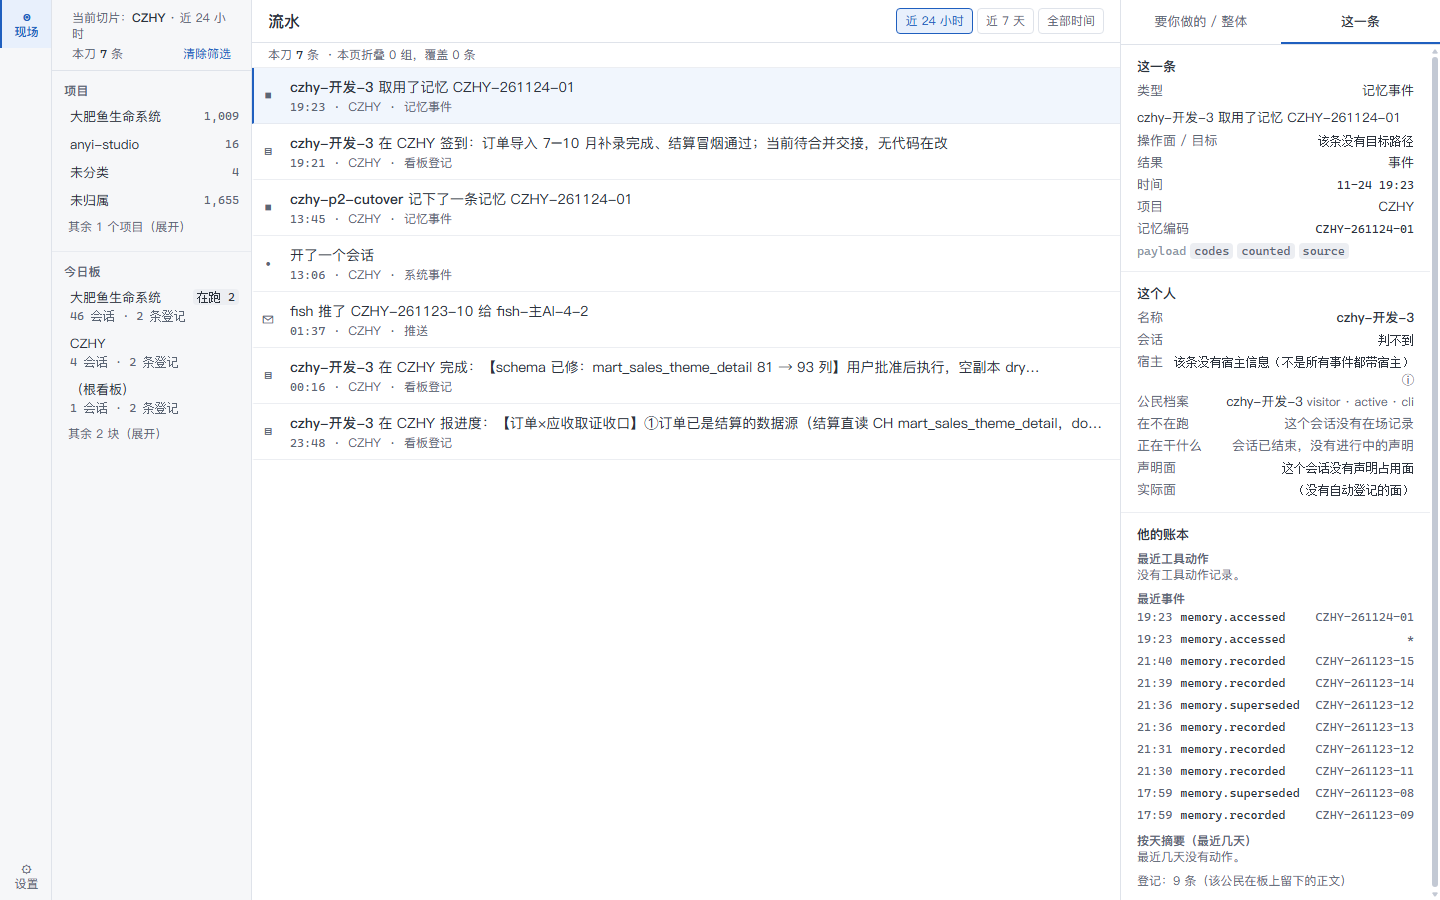 现场
设置
当前切片：CZHY · 近 24 小
时
本刀 7 条 清除筛选
项目
大肥鱼生命系统 1,009
anyi-studio 16
未分类 4
未归属 1,655
其余 1 个项目（展开）
今日板
大肥鱼生命系统 在跑 2
46 会话 · 2 条登记
CZHY
4 会话 · 2 条登记
（根看板）
1 会话 · 2 条登记
其余 2 块（展开）
流水 近 24 小时 近 7 天 全部时间
本刀 7 条 · 本页折叠 0 组，覆盖 0 条
czhy-开发-3 取用了记忆 CZHY-261124-01
19:23 · CZHY · 记忆事件
czhy-开发-3 在 CZHY 签到：订单导入 7–10 月补录完成、结算冒烟通过；当前待合并交接，无代码在改
19:21 · CZHY · 看板登记
czhy-p2-cutover 记下了一条记忆 CZHY-261124-01
13:45 · CZHY · 记忆事件
开了一个会话
13:06 · CZHY · 系统事件
fish 推了 CZHY-261123-10 给 fish-主AI-4-2
01:37 · CZHY · 推送
czhy-开发-3 在 CZHY 完成：【schema 已修：mart_sales_theme_detail 81 → 93 列】用户批准后执行，空副本 dry…
00:16 · CZHY · 看板登记
czhy-开发-3 在 CZHY 报进度：【订单×应收取证收口】①订单已是结算的数据源（结算直读 CH mart_sales_theme_detail，do…
23:48 · CZHY · 看板登记
要你做的 / 整体 这一条
这一条
类型 记忆事件
czhy-开发-3 取用了记忆 CZHY-261124-01
操作面 / 目标 该条没有目标路径
结果 事件
时间 11-24 19:23
项目 CZHY
记忆编码 CZHY-261124-01
payload codes counted source
这个人
名称 czhy-开发-3
会话 判不到
宿主 该条没有宿主信息（不是所有事件都带宿主）
公民档案 czhy-开发-3 visitor · active · cli
在不在跑 这个会话没有在场记录
正在干什么 会话已结束，没有进行中的声明
声明面 这个会话没有声明占用面
实际面 （没有自动登记的面）
他的账本
最近工具动作
没有工具动作记录。
最近事件
19:23 memory.accessed CZHY-261124-01
19:23 memory.accessed *
21:40 memory.recorded CZHY-261123-15
21:39 memory.recorded CZHY-261123-14
21:36 memory.superseded CZHY-261123-12
21:36 memory.recorded CZHY-261123-13
21:31 memory.recorded CZHY-261123-12
21:30 memory.recorded CZHY-261123-11
17:59 memory.superseded CZHY-261123-08
17:59 memory.recorded CZHY-261123-09
按天摘要（最近几天）
最近几天没有动作。
登记：9 条（该公民在板上留下的正文）